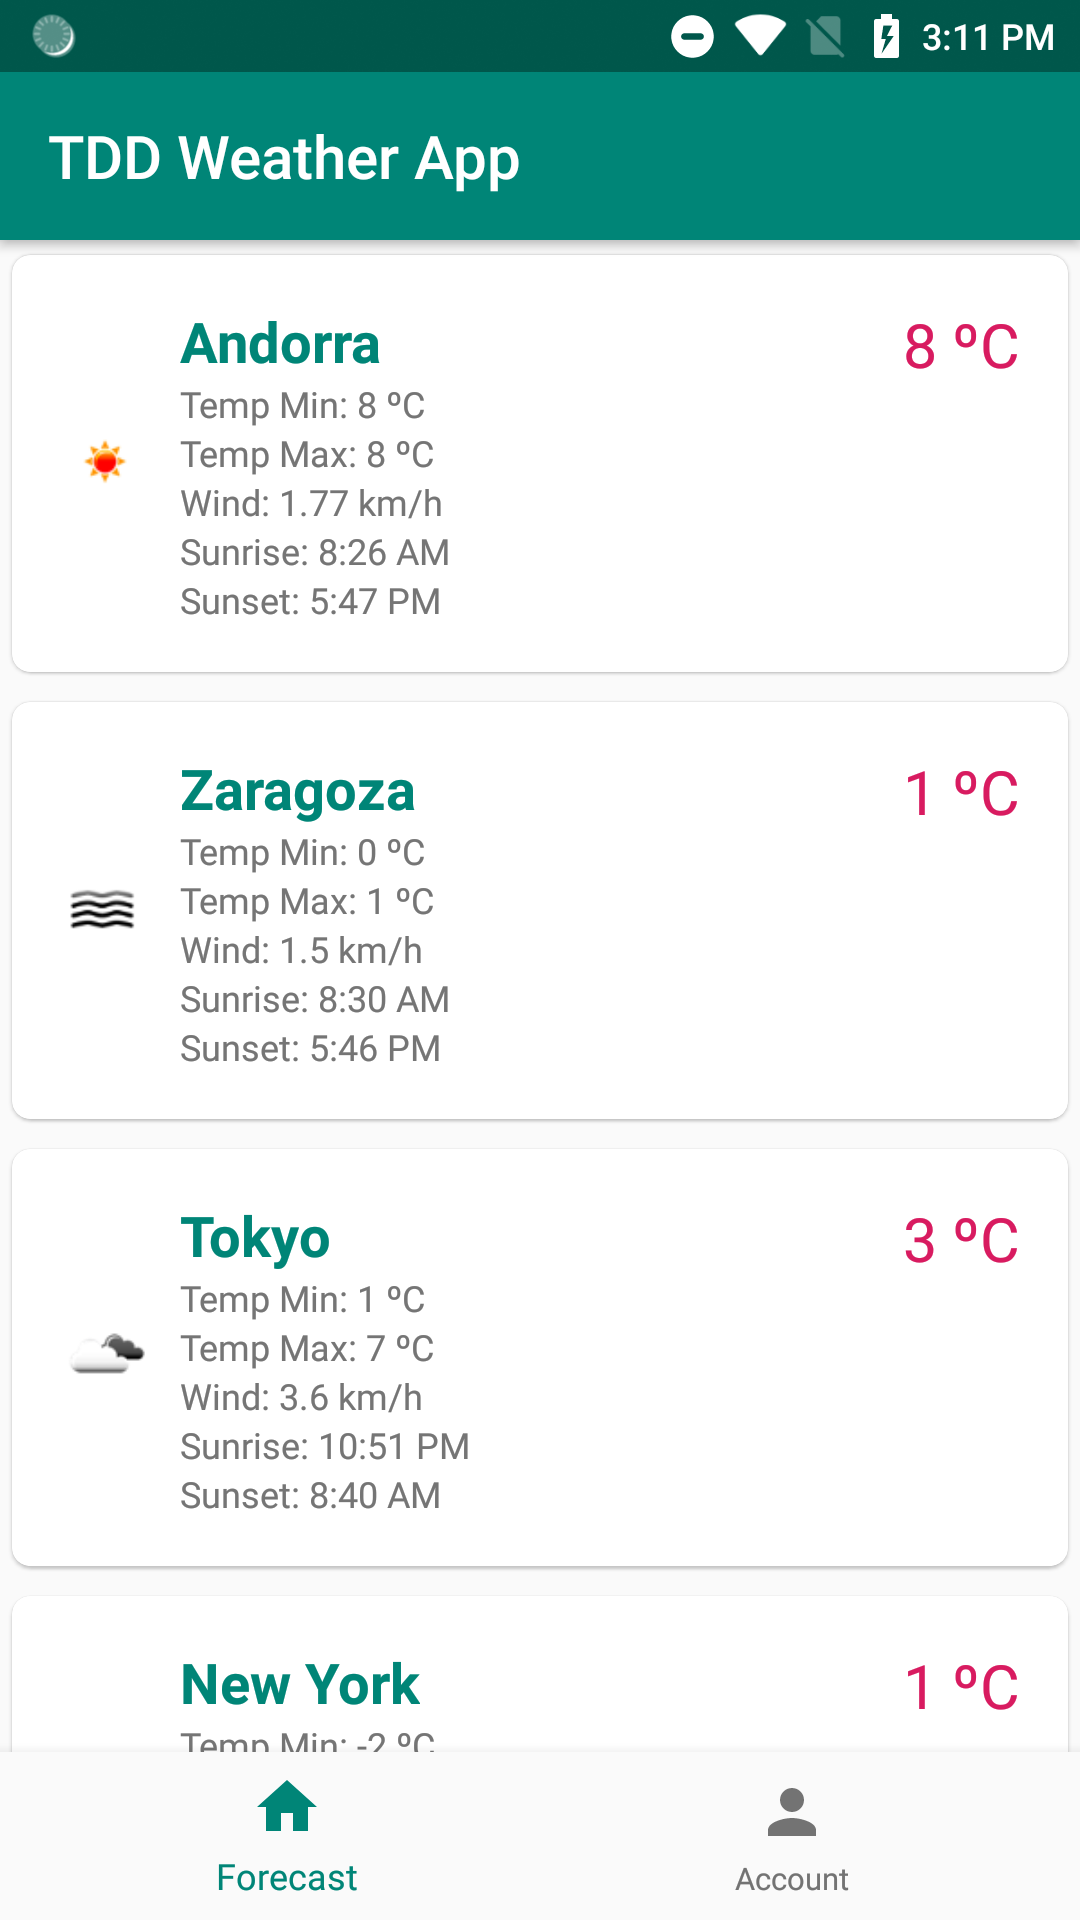 3:11 PM
TDD Weather App
Andorra
8 ºC
Temp Min: 8 ºC
Temp Max: 8 ºC
Wind: 1.77 km/h
Sunrise: 8:26 AM
Sunset: 5:47 PM
Zaragoza
1 ºC
Temp Min: 0 ºC
Temp Max: 1 ºC
Wind: 1.5 km/h
Sunrise: 8:30 AM
Sunset: 5:46 PM
Tokyo
3 ºC
Temp Min: 1 ºC
Temp Max: 7 ºC
Wind: 3.6 km/h
Sunrise: 10:51 PM
Sunset: 8:40 AM
New York
1 ºC
Temp Min: -2 ºC
Forecast
Account